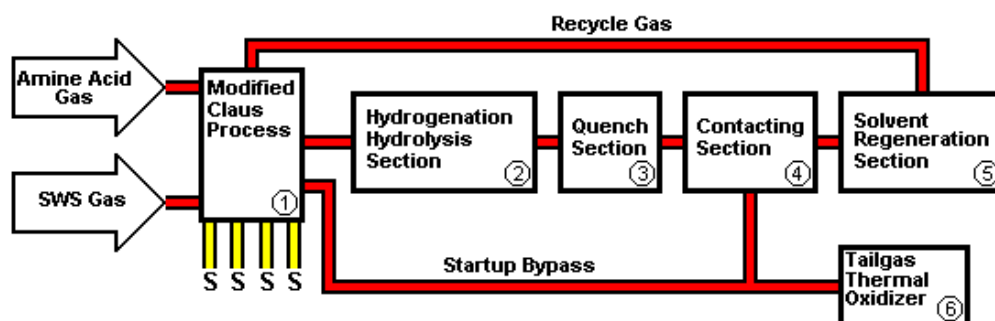 Recycle Gas
Amine Acid
Gas
SWS Gas
Modified
Claus
Process
1
S S S S
Hydrogenation
Hydrolysis
Section
2
Quench
Section
3
Contacting
Section
4
Solvent
Regeneration
Section
5
Startup Bypass
Tailgas
Thermal
Oxidizer
6